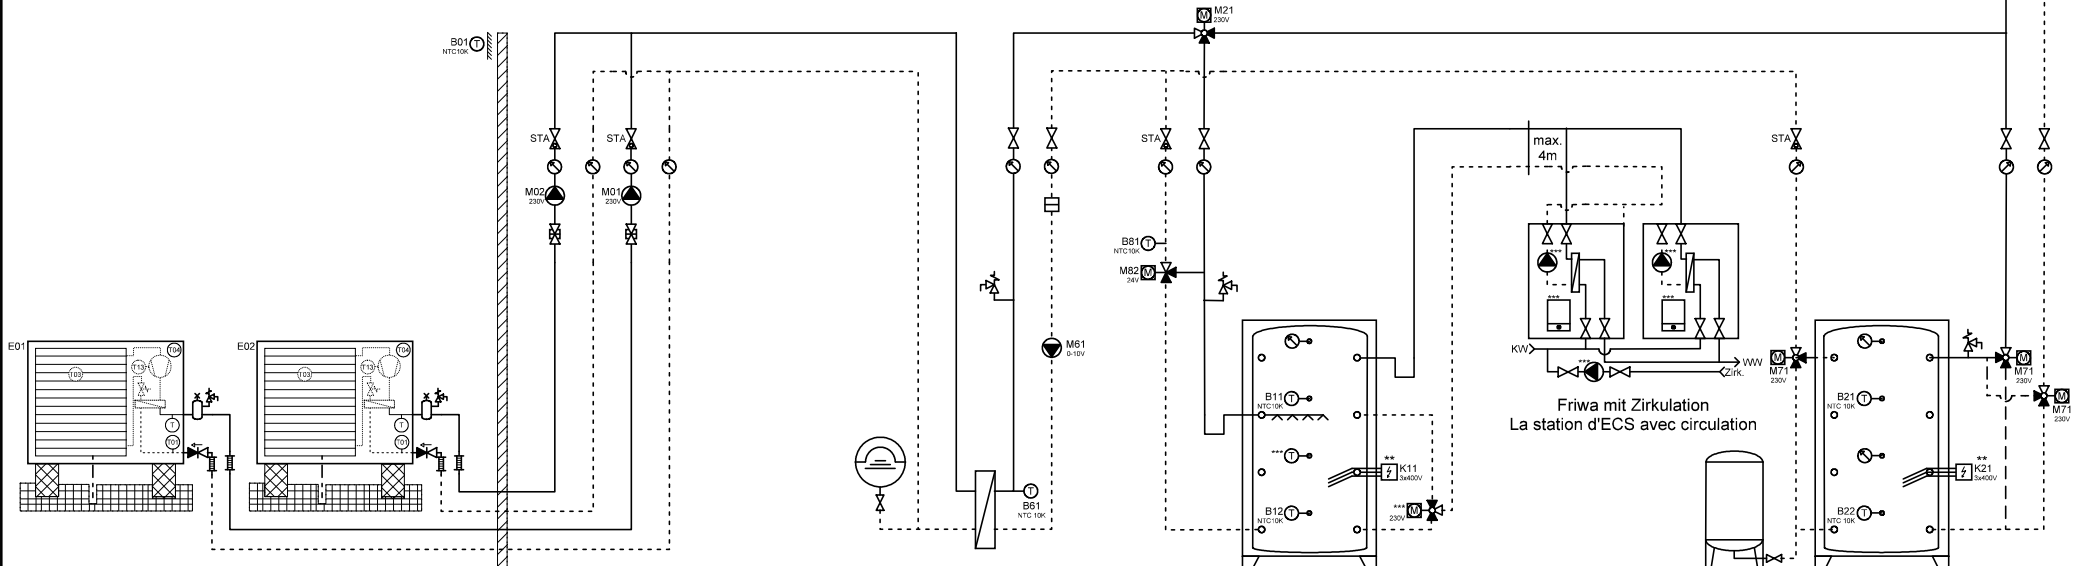 M21
230V
B01 T
NTC10K
STA
STA
STA
STA
max.
4m
M02
230V
M01
230V
B81 T
NTC10K
M82 M
24V
***
***
***
***
E01
T04
T03
T13
T
T01
E02
T04
T03
T13
T
T01
M61
0-10V
KW
WW
***
Zirk.
M
M71
230V
M
M71
230V
M
M71
230V
B11 T
NTC10K
B21 T
NTC 10K
Friwa mit Zirkulation
La station d'ECS avec circulation
*** T
**
K11
3x400V
**
K21
3x400V
T
B61
NTC 10K
B12 T
NTC10K
*** M
230V
B22 T
NTC 10K